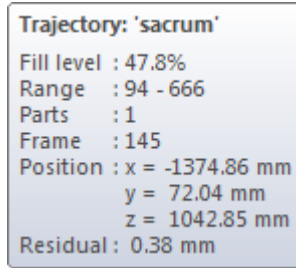 Trajectory: 'sacrum'
Fill level : 47.8%
Range : 94 - 666
Parts : 1
Frame : 145
Position : x = -1374.86 mm
y = 72.04 mm
z = 1042.85 mm
Residual : 0.38 mm